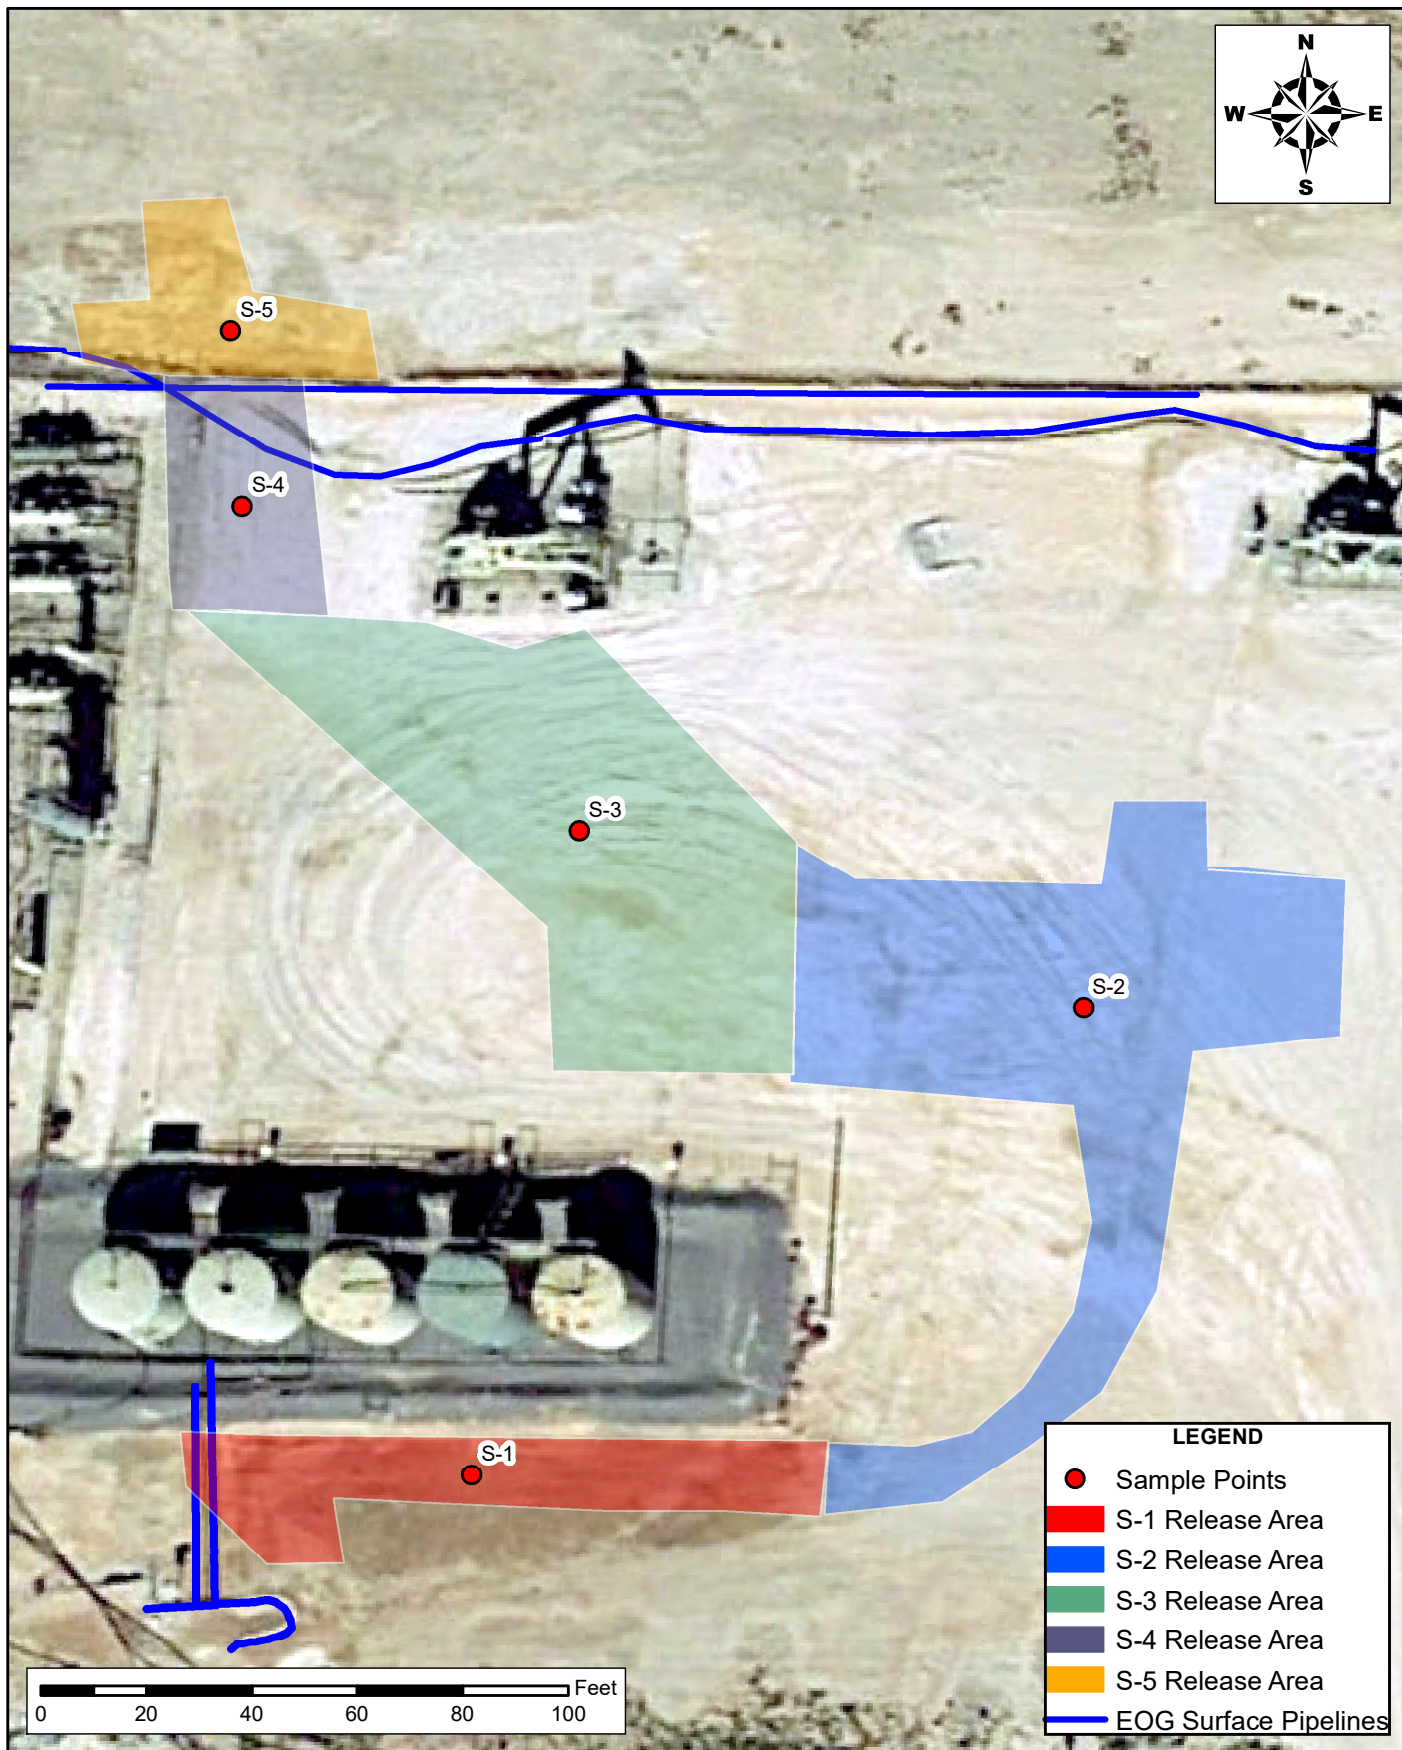 N
W E
S
S-5
S-4
S-3
S-2
S-1
LEGEND
Sample Points
S-1 Release Area
S-2 Release Area
S-3 Release Area
S-4 Release Area
S-5 Release Area
EOG Surface Pipelines
Feet
0 20 40 60 80 100